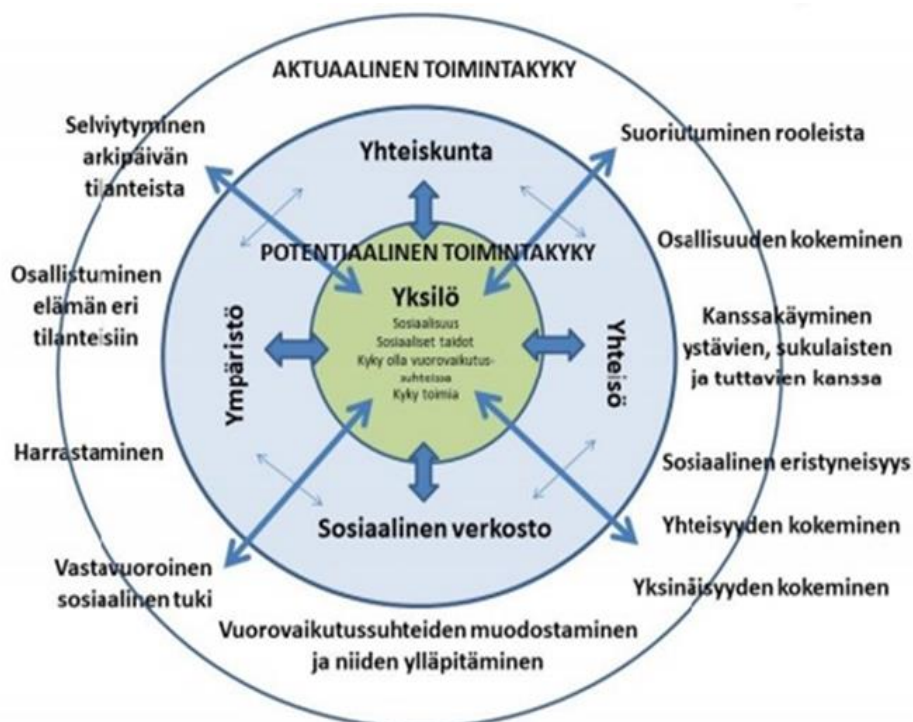 AKTUAALINEN TOIMINTAKYKY
Selviytyminen
arkipäivän
tilanteista
Suoriutuminen rooleista
Yhteiskunta
Osallisuuden kokeminen
POTENTIAALINEN TOIMINTAKYKY
Osallistuminen
elämän eri
tilanteisiin
Yksilö
Sosiaalisuus
Sosiaaliset taidot
Kyky olla vuorovaikutus-
suhteissa
Kyky toimia
Ympäristö
Yhteisö
Kanssakäyminen
ystävien, sukulaisten
ja tuttavien kanssa
Harrastaminen
Sosiaalinen eristyneisyys
Sosiaalinen verkosto
Yhteisyyden kokeminen
Vastavuoroinen
sosiaalinen tuki
Yksinäisyyden kokeminen
Vuorovaikutussuhteiden muodostaminen
ja niiden ylläpitäminen